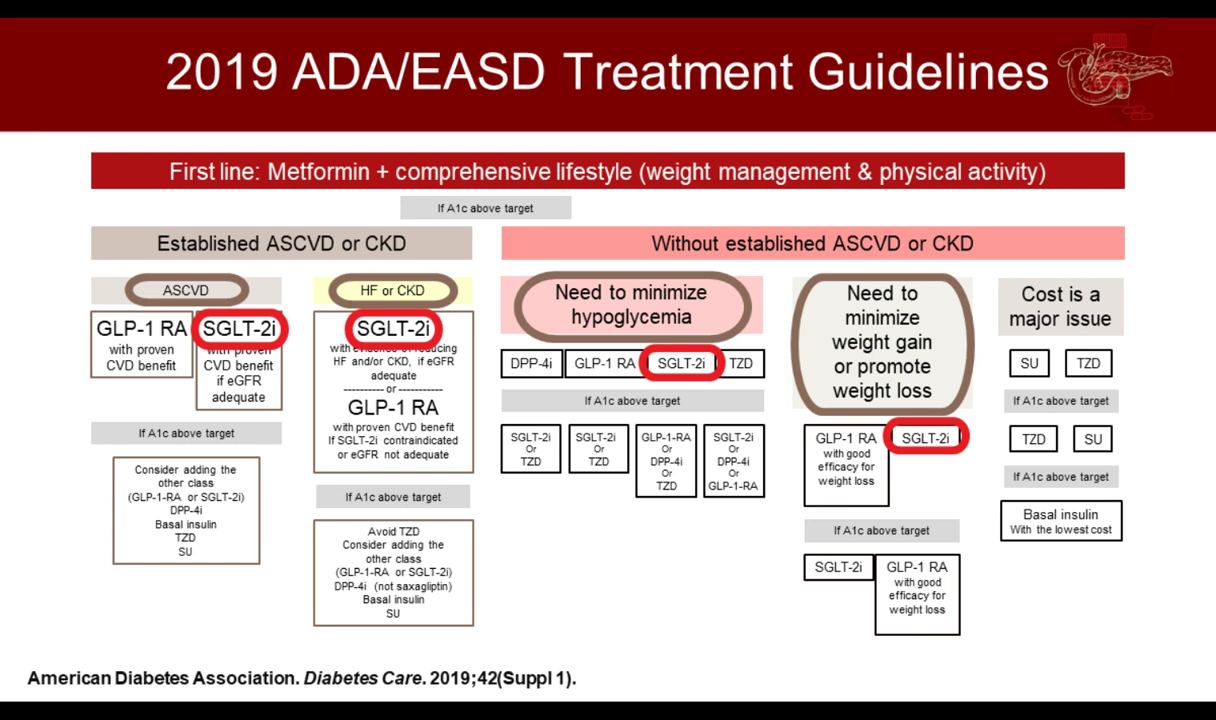 2019 ADA/EASD Treatment Guidelines
First line: Metformin + comprehensive lifestyle (weight management & physical activity)
If A1c above target
Established ASCVD or CKD
ASCVD
GLP-1 RA
with proven
CVD benefit
SGLT-2i
with proven
CVD benefit
if eGFR
adequate
If A1c above target
Consider adding the
other class
(GLP-1-RA or SGLT-2i)
DPP-4i
Basal insulin
TZD
SU
HF or CKD
SGLT-2i
with evidence of reducing
HF and/or CKD, if eGFR
adequate
---------- or -----------
GLP-1 RA
with proven CVD benefit
If SGLT-2i contraindicated
or eGFR not adequate
If A1c above target
Avoid TZD
Consider adding the
other class
(GLP-1-RA or SGLT-2i)
DPP-4i (not saxagliptin)
Basal insulin
SU
Without established ASCVD or CKD
Need to minimize
hypoglycemia
DPP-4i
GLP-1 RA
SGLT-2i
TZD
If A1c above target
SGLT-2i
Or
TZD
SGLT-2i
Or
TZD
GLP-1-RA
Or
DPP-4i
Or
TZD
SGLT-2i
Or
DPP-4i
Or
GLP-1-RA
Need to
minimize
weight gain
or promote
weight loss
GLP-1 RA
with good
efficacy for
weight loss
SGLT-2i
If A1c above target
SGLT-2i
GLP-1 RA
with good
efficacy for
weight loss
Cost is a
major issue
SU
TZD
If A1c above target
TZD
SU
If A1c above target
Basal insulin
With the lowest cost
American Diabetes Association. Diabetes Care. 2019;42(Suppl 1).